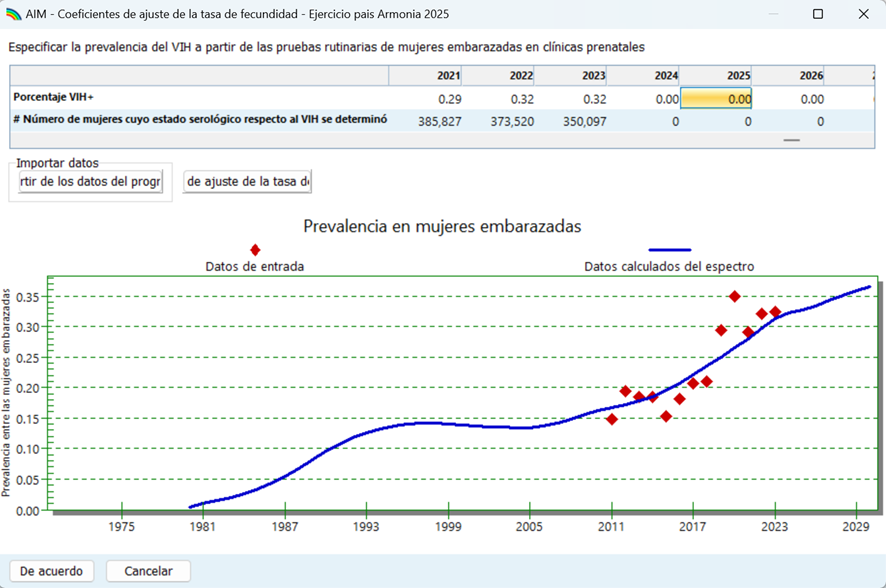 AIM - Coeficientes de ajuste de la tasa de fecundidad - Ejercicio pais Armonia 2025
Especificar la prevalencia del VIH a partir de las pruebas rutinarias de mujeres embarazadas en clínicas prenatales
2021 2022 2023 2024 2025 2026
Porcentaje VIH+ 0.29 0.32 0.32 0.00 0.00 0.00
# Número de mujeres cuyo estado serológico respecto al VIH se determinó 385,827 373,520 350,097 0 0 0
Importar datos
rtir de los datos del progr de ajuste de la tasa de
Prevalencia en mujeres embarazadas
Datos de entrada Datos calculados del espectro
Prevalencia entre las mujeres embarazadas
0.35
0.30
0.25
0.20
0.15
0.10
0.05
0.00
1975 1981 1987 1993 1999 2005 2011 2017 2023 2029
De acuerdo Cancelar